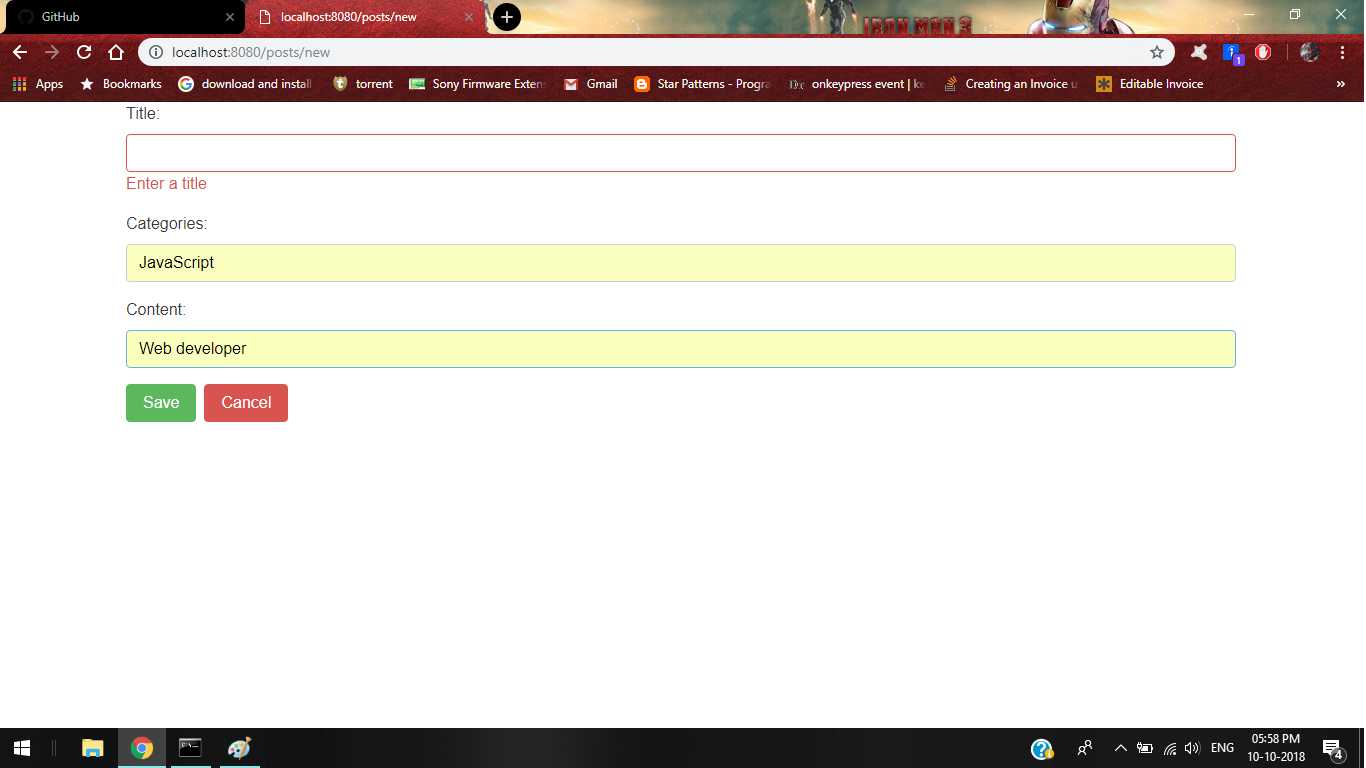 GitHub
localhost:8080/posts/new
IRON MAN 3
localhost:8080/posts/new
Apps Bookmarks download and install torrent Sony Firmware Exten Gmail Star Patterns - Progra onkeypress event | ke Creating an Invoice u Editable Invoice »
1
Title:
Enter a title
Categories:
JavaScript
Content:
Web developer
Save Cancel
ENG
05:58 PM
10-10-2018
4